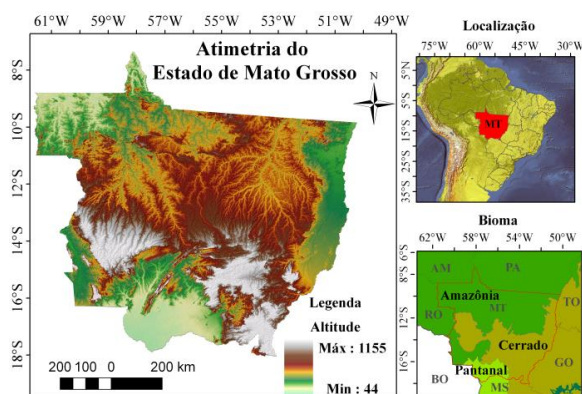 61°W 59°W 57°W 55°W 53°W 51°W 49°W
Atimetria do
Estado de Mato Grosso
N
8°S
10°S
12°S
14°S
16°S
18°S
Legenda
Altitude
Máx : 1155
Min : 44
200 100 0 200 km
Localização
75°W 60°W 45°W 30°W
5°N
5°S
15°S
25°S
35°S
MT
Bioma
62°W 58°W 54°W 50°W
6°S
8°S
12°S
16°S
AM
PA
Amazônia
MT
TO
RO
Cerrado
Pantanal
GO
BO
MS